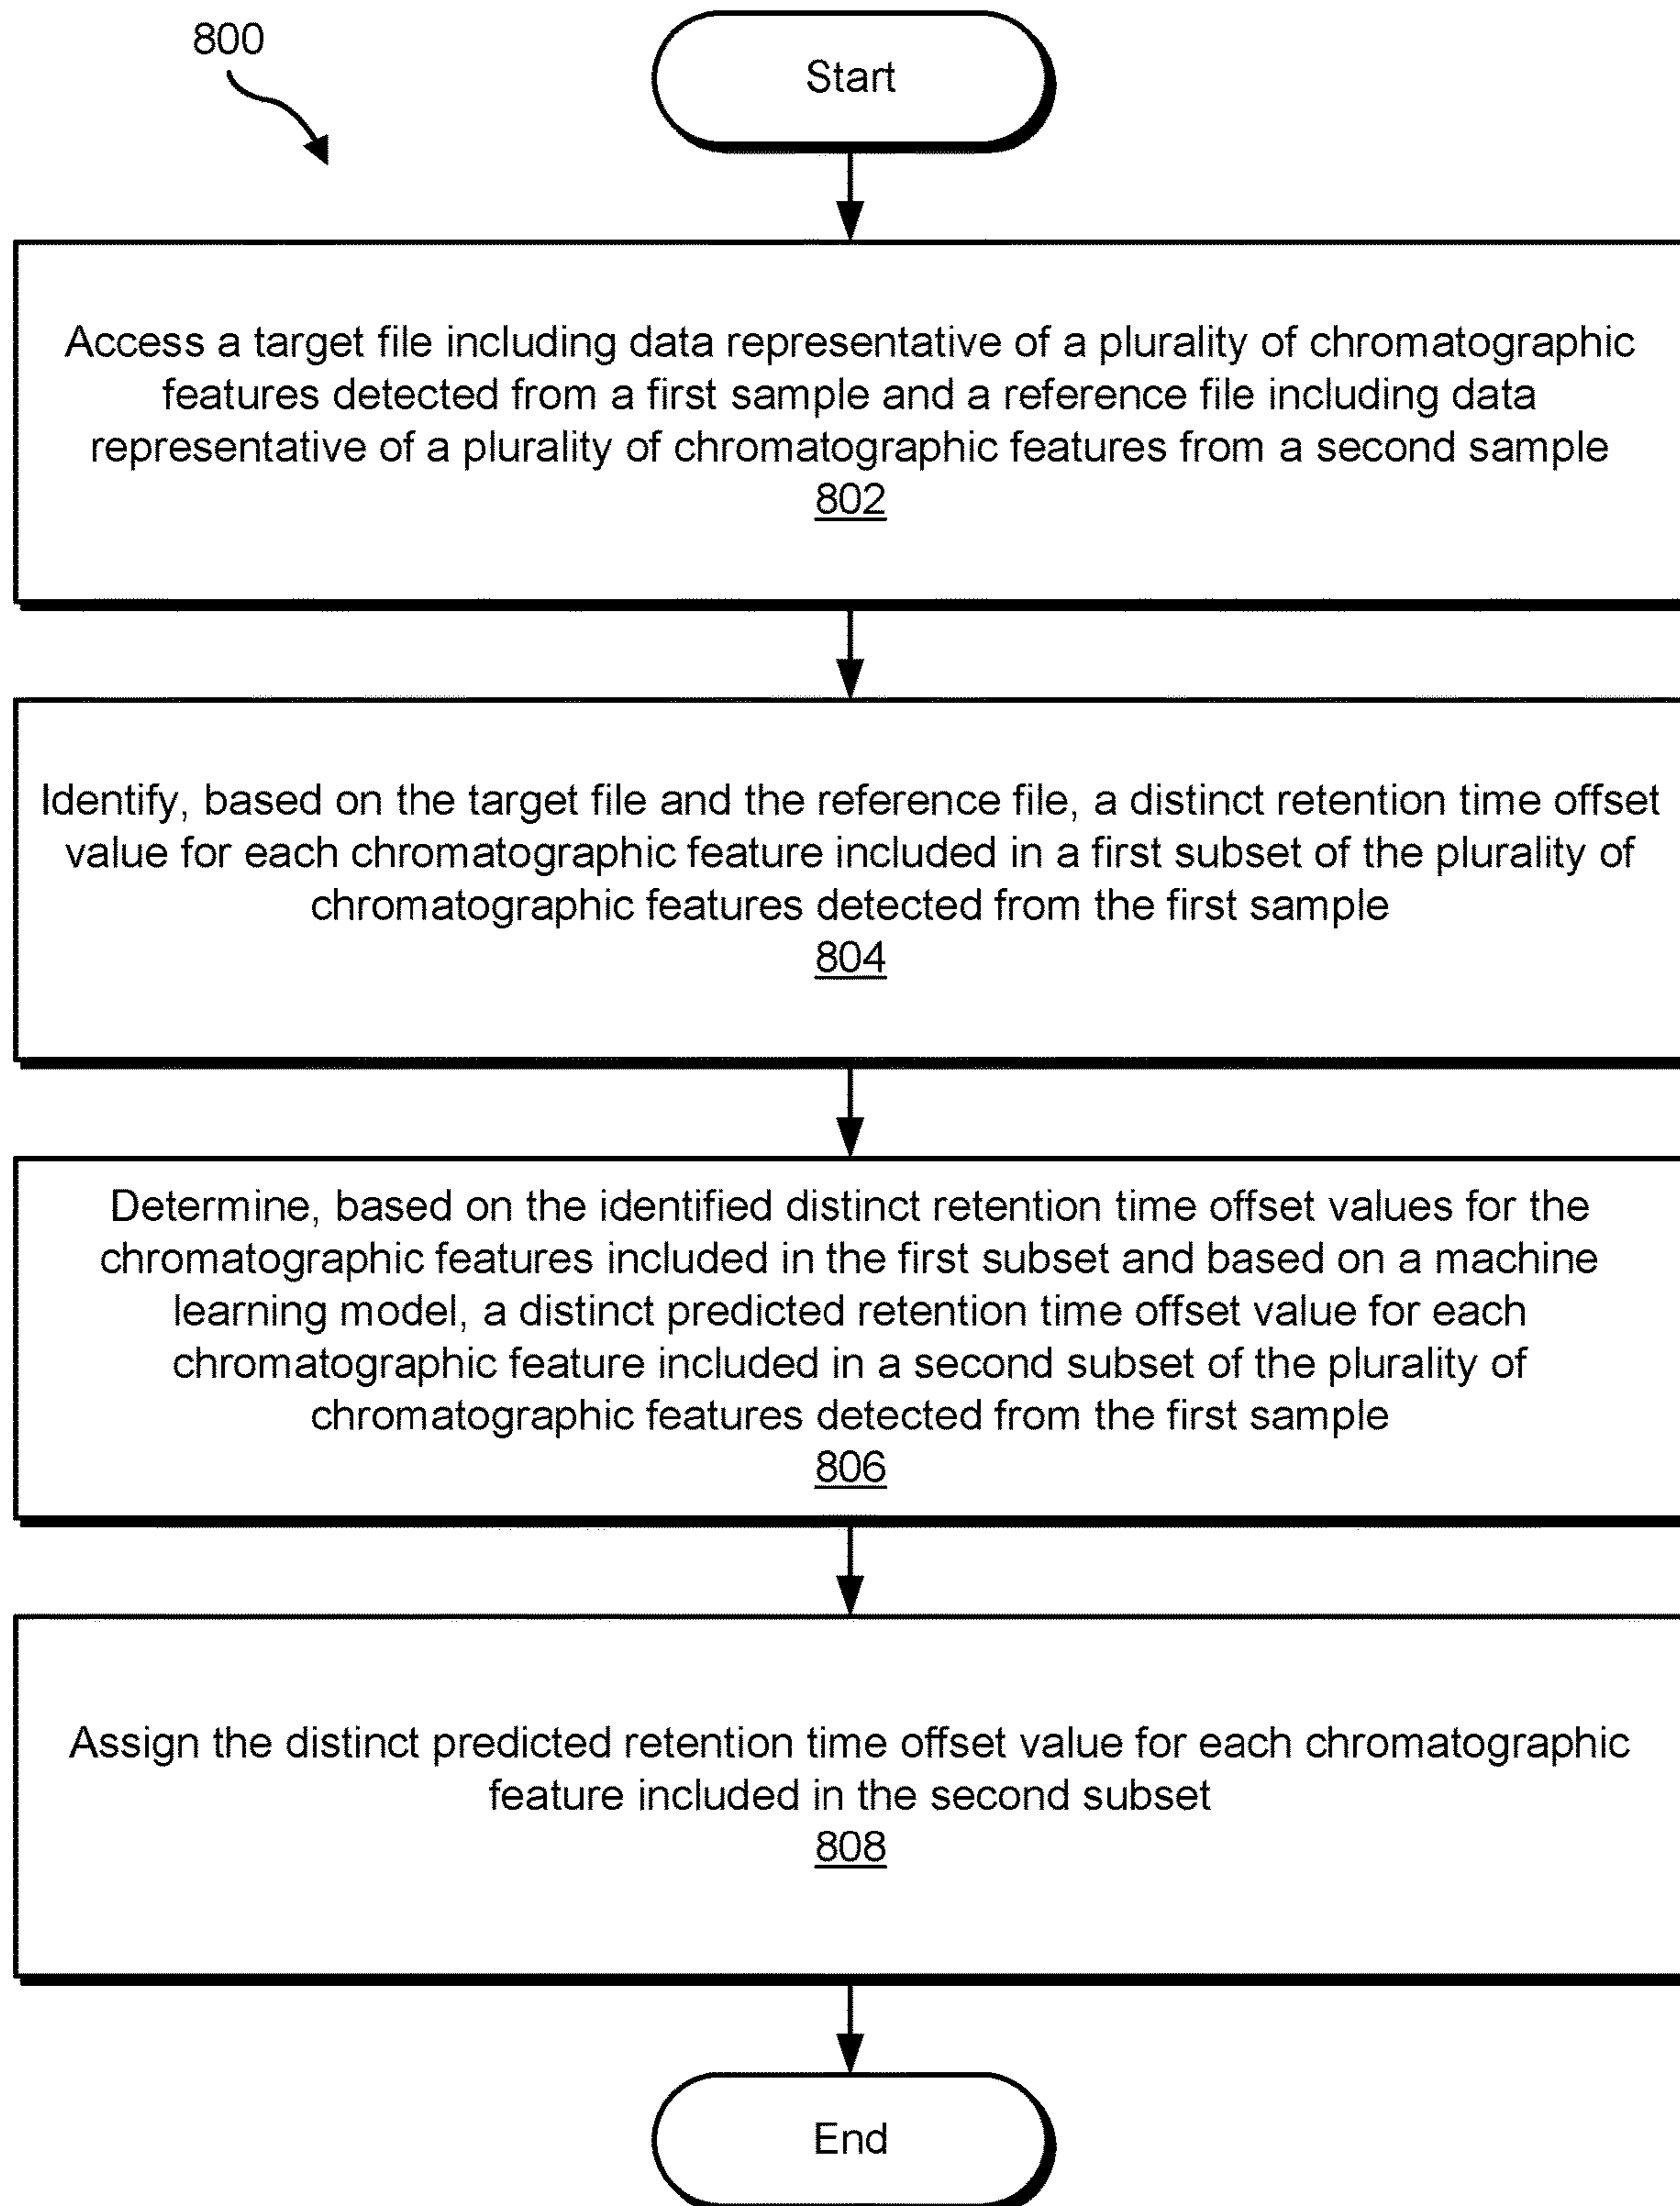 800
Start
Access a target file including data representative of a plurality of chromatographic
features detected from a first sample and a reference file including data
representative of a plurality of chromatographic features from a second sample
802
Identify, based on the target file and the reference file, a distinct retention time offset
value for each chromatographic feature included in a first subset of the plurality of
chromatographic features detected from the first sample
804
Determine, based on the identified distinct retention time offset values for the
chromatographic features included in the first subset and based on a machine
learning model, a distinct predicted retention time offset value for each
chromatographic feature included in a second subset of the plurality of
chromatographic features detected from the first sample
806
Assign the distinct predicted retention time offset value for each chromatographic
feature included in the second subset
808
End